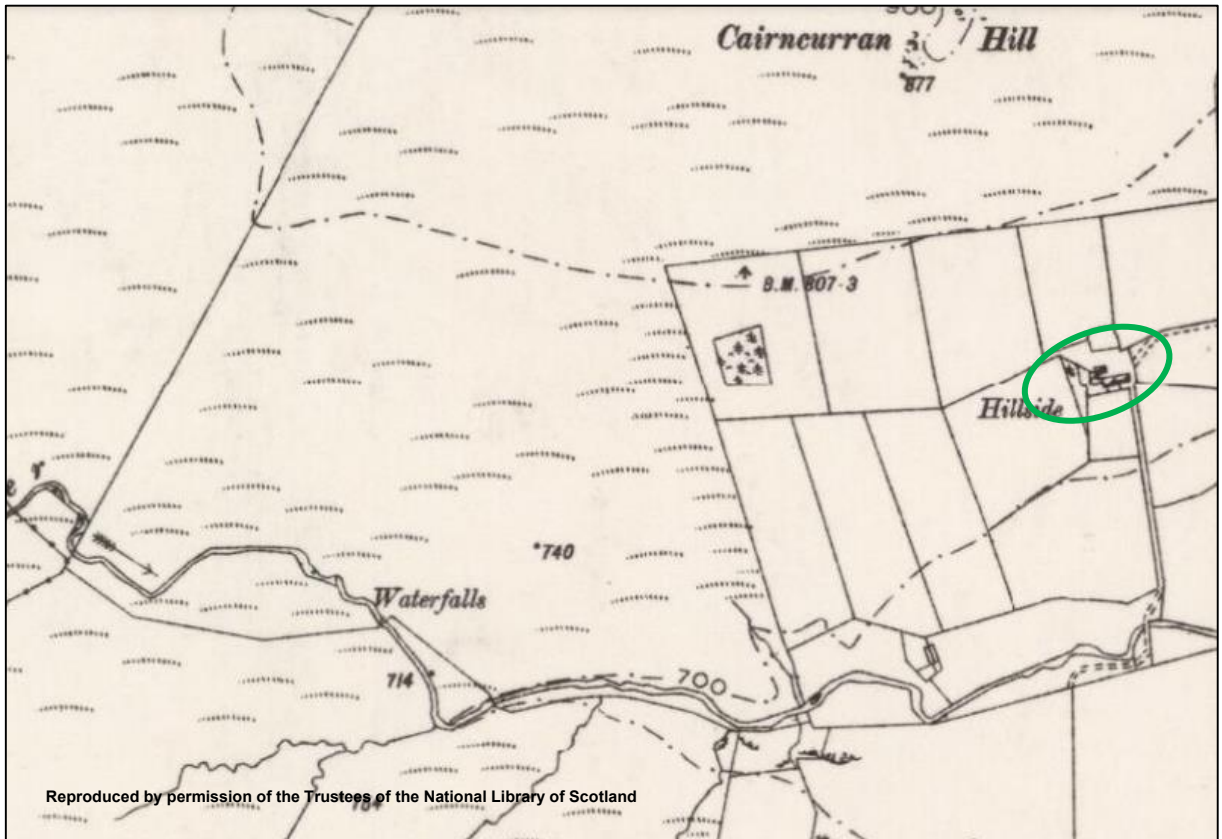 900
Cairncurran Hill
877
B.M. 807·3
Hillside
740
Waterfalls
714
700
Reproduced by permission of the Trustees of the National Library of Scotland